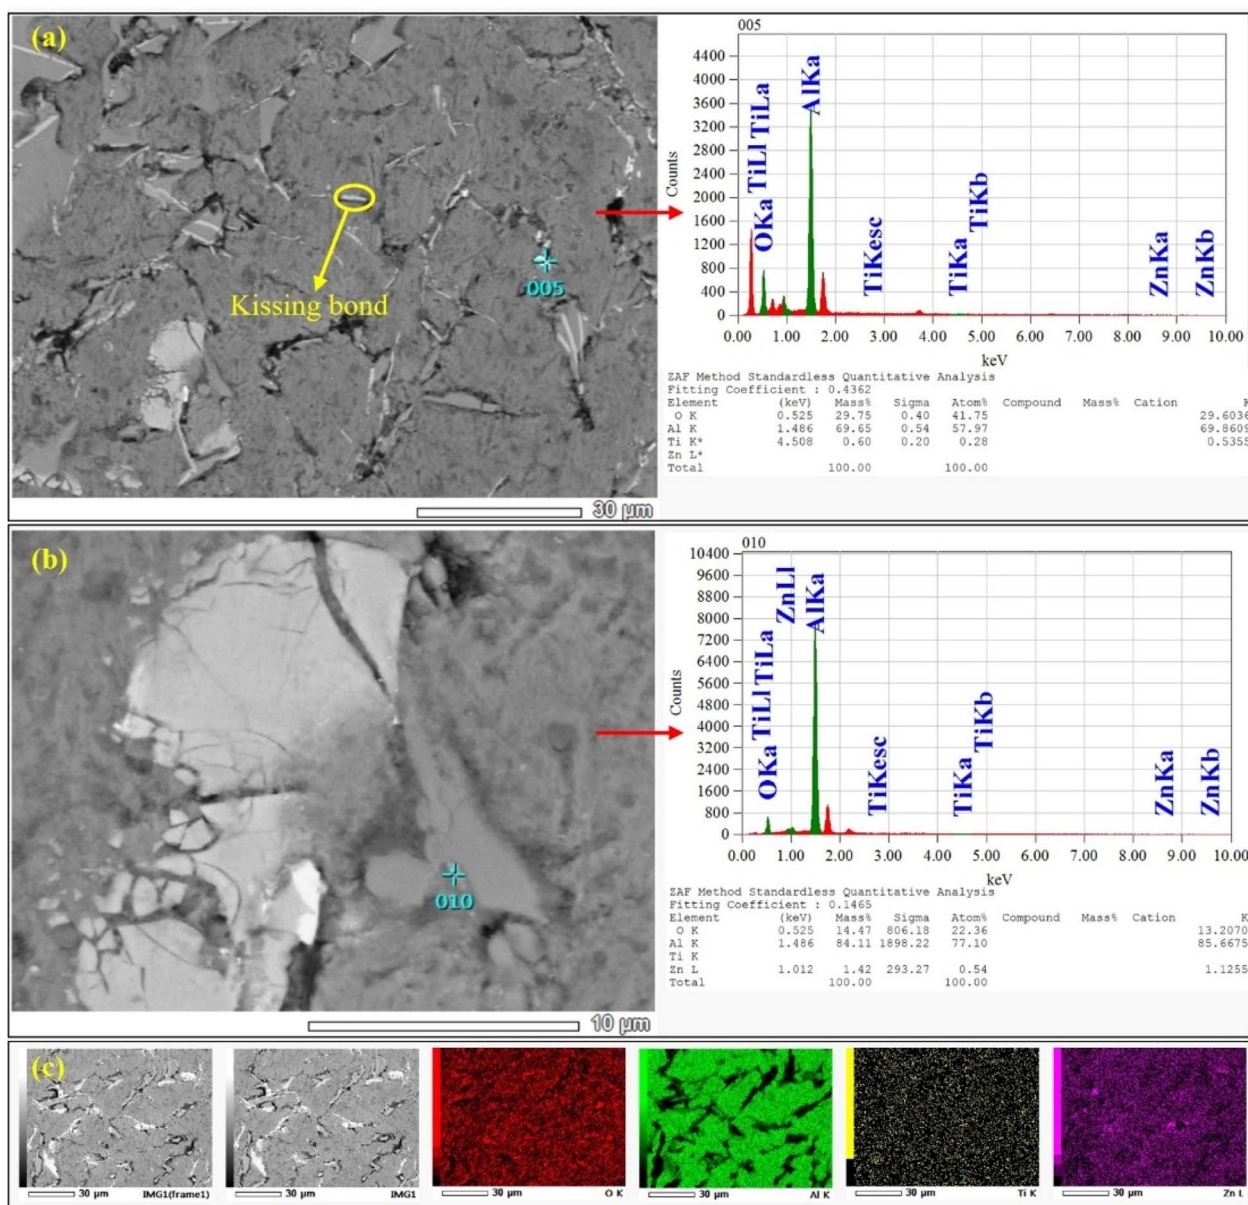 (a)
Kissing bond
005
30 µm
005
4400
4000
3600
3200
2800
2400
2000
1600
1200
800
400
0
Counts
OKa TiLl TiLa
AlKa
TiKesc
TiKa TiKb
ZnKa
ZnKb
0.00 1.00 2.00 3.00 4.00 5.00 6.00 7.00 8.00 9.00 10.00
keV
ZAF Method Standardless Quantitative Analysis
Fitting Coefficient : 0.4362
Element (keV) Mass% Sigma Atom% Compound Mass% Cation K
O K 0.525 29.75 0.40 41.75 29.6036
Al K 1.486 69.65 0.54 57.97 69.8609
Ti K* 4.508 0.60 0.20 0.28 0.5355
Zn L*
Total 100.00 100.00
(b)
010
10 µm
010
10400
9600
8800
7200
6400
5600
4800
4000
3200
2400
1600
800
0
Counts
OKa TiLl TiLa
ZnLl
AlKa
TiKesc
TiKa TiKb
ZnKa
ZnKb
0.00 1.00 2.00 3.00 4.00 5.00 6.00 7.00 8.00 9.00 10.00
keV
ZAF Method Standardless Quantitative Analysis
Fitting Coefficient : 0.1465
Element (keV) Mass% Sigma Atom% Compound Mass% Cation K
O K 0.525 14.47 806.18 22.36 13.2070
Al K 1.486 84.11 1898.22 77.10 85.6675
Ti K
Zn L 1.012 1.42 293.27 0.54 1.1255
Total 100.00 100.00
(c)
30 µm IMG1(frame1)
30 µm IMG1
30 µm O K
30 µm Al K
30 µm Ti K
30 µm Zn L